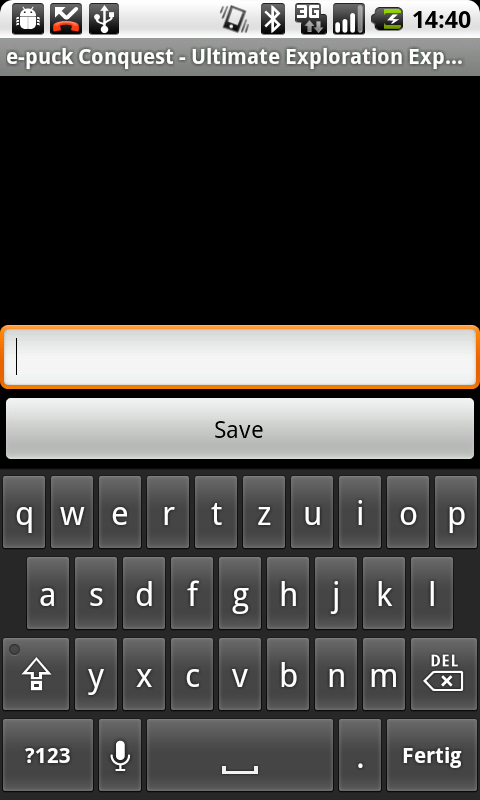 3G 14:40
e-puck Conquest - Ultimate Exploration Exp...
Save
q w e r t z u i o p
a s d f g h j k l
y x c v b n m DEL
?123 . Fertig